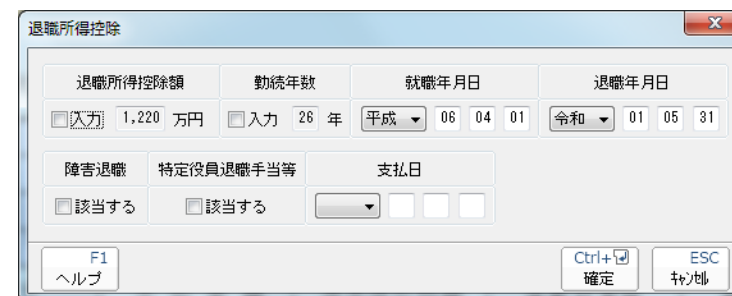 退職所得控除
退職所得控除額 勤続年数 就職年月日 退職年月日
入力 1,220 万円 入力 26 年 平成 06 04 01 令和 01 05 31
障害退職 特定役員退職手当等 支払日
該当する 該当する
F1 Ctrl+ ESC
ヘルプ 確定 ｷｬﾝｾﾙ